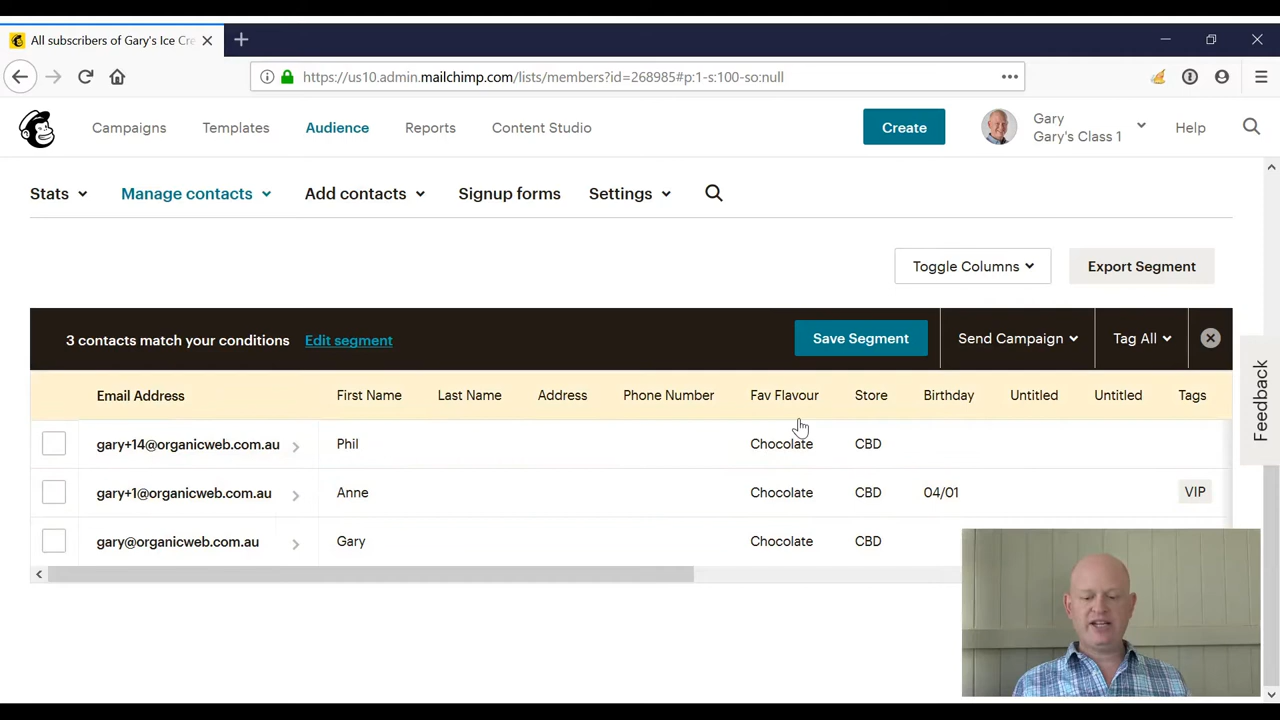 All subscribers of Gary's Ice Cre
https://us10.admin.mailchimp.com/lists/members?id=268985#p:1-s:100-so:null
Campaigns Templates Audience Reports Content Studio Create Gary Help
Gary's Class 1
Stats Manage contacts Add contacts Signup forms Settings
Toggle Columns Export Segment
3 contacts match your conditions Edit segment Save Segment Send Campaign Tag All
Email Address First Name Last Name Address Phone Number Fav Flavour Store Birthday Untitled Untitled Tags
gary+14@organicweb.com.au Phil Chocolate CBD
gary+1@organicweb.com.au Anne Chocolate CBD 04/01 VIP
gary@organicweb.com.au Gary Chocolate CBD
Feedback